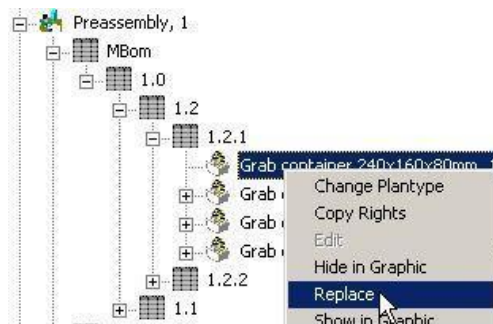 Preassembly, 1
MBom
1.0
1.2
1.2.1
Grab container 240x160x80mm
Grab
Grab
Grab
1.2.2
1.1
Change Plantype
Copy Rights
Edit
Hide in Graphic
Replace
Show in Graphic